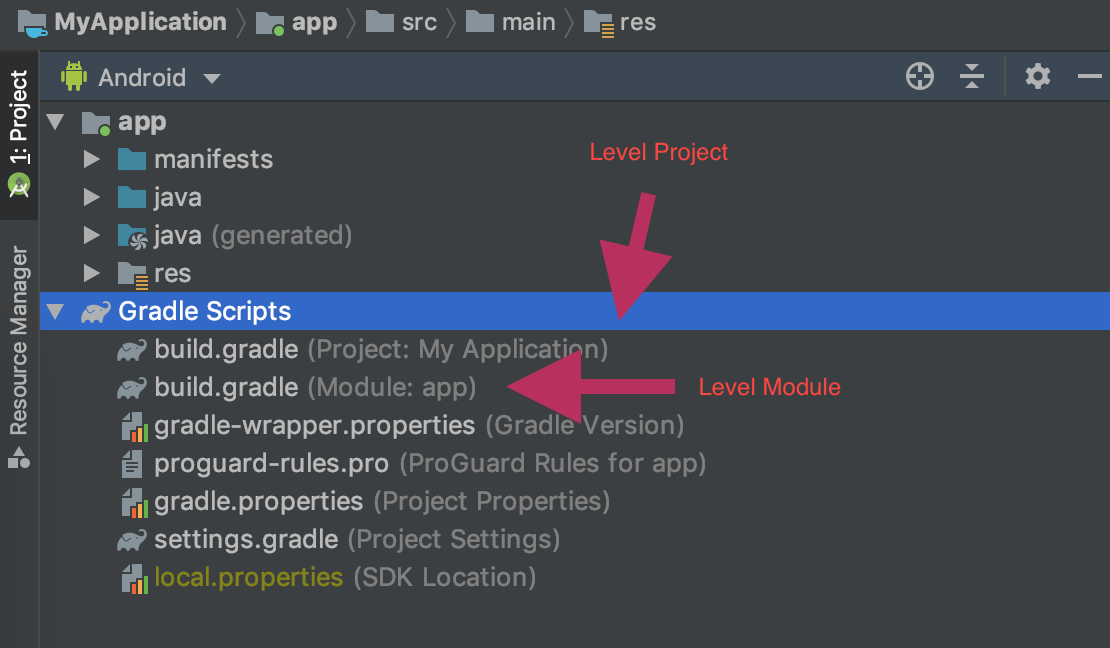 MyApplication app src main res
1: Project
Resource Manager
Android
app
manifests
Level Project
java
java (generated)
res
Gradle Scripts
build.gradle (Project: My Application)
build.gradle (Module: app)
Level Module
gradle-wrapper.properties (Gradle Version)
proguard-rules.pro (ProGuard Rules for app)
gradle.properties (Project Properties)
settings.gradle (Project Settings)
local.properties (SDK Location)